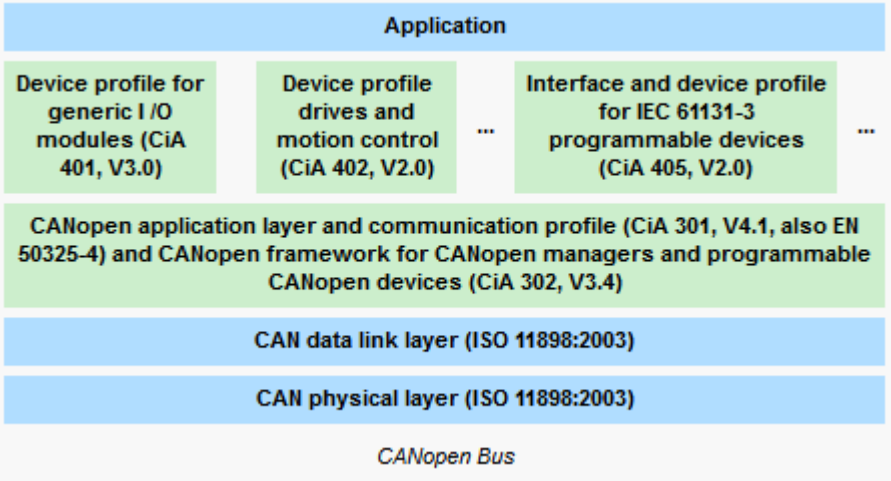 Application
Device profile for
generic I /O
modules (CiA
401, V3.0)
Device profile
drives and
motion control
(CiA 402, V2.0)
...
Interface and device profile
for IEC 61131-3
programmable devices
(CiA 405, V2.0)
...
CANopen application layer and communication profile (CiA 301, V4.1, also EN
50325-4) and CANopen framework for CANopen managers and programmable
CANopen devices (CiA 302, V3.4)
CAN data link layer (ISO 11898:2003)
CAN physical layer (ISO 11898:2003)
CANopen Bus